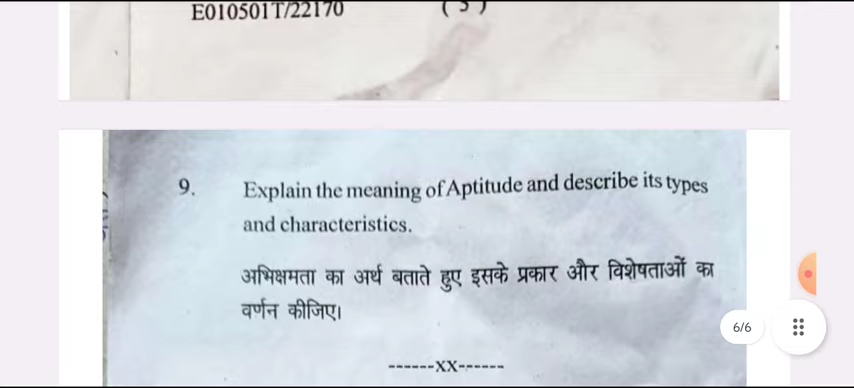 E010501T/22170
( 3 )
9.
Explain the meaning of Aptitude and describe its types
and characteristics.
अभिक्षमता का अर्थ बताते हुए इसके प्रकार और विशेषताओं का
वर्णन कीजिए।
------xx------
6/6